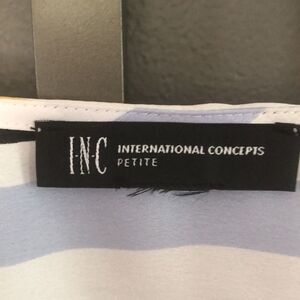 I·N·C INTERNATIONAL CONCEPTS
PETITE